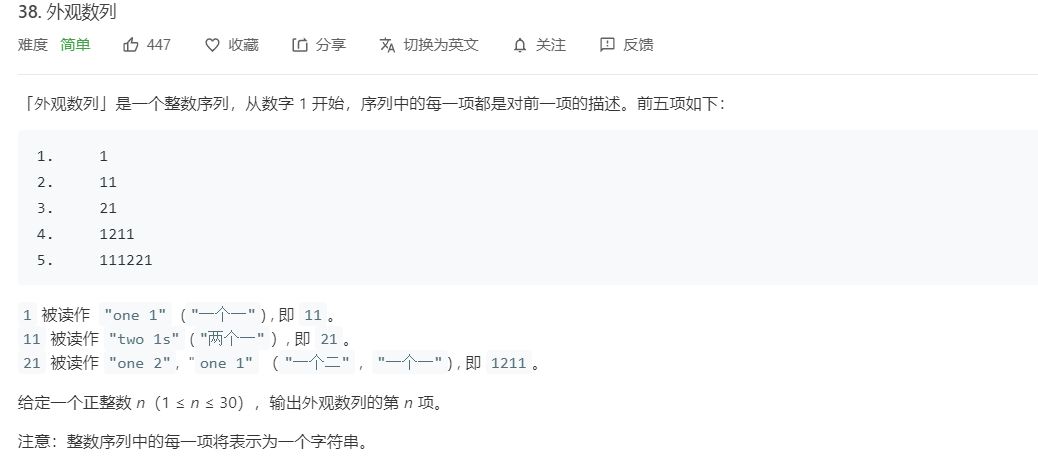 38. 外观数列
难度 简单 447 收藏 分享 切换为英文 关注 反馈
「外观数列」是一个整数序列，从数字 1 开始，序列中的每一项都是对前一项的描述。前五项如下：
1. 1
2. 11
3. 21
4. 1211
5. 111221
1 被读作 "one 1" ("一个一") , 即 11 。
11 被读作 "two 1s" ("两个一") , 即 21 。
21 被读作 "one 2", "one 1" （"一个二" , "一个一") , 即 1211 。
给定一个正整数 n（1 ≤ n ≤ 30），输出外观数列的第 n 项。
注意：整数序列中的每一项将表示为一个字符串。